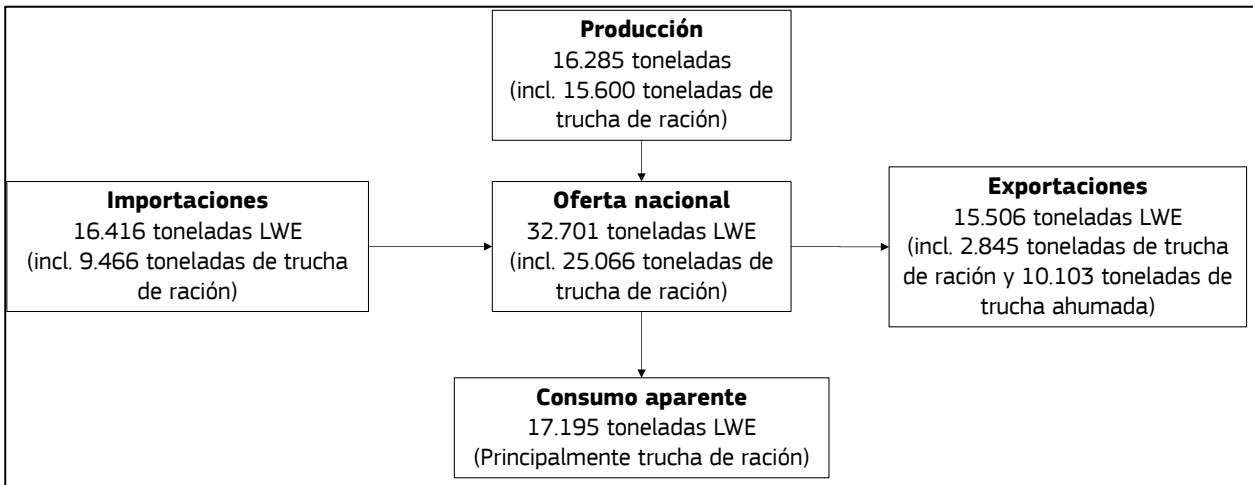 Producción
16.285 toneladas
(incl. 15.600 toneladas de
trucha de ración)
Importaciones
16.416 toneladas LWE
(incl. 9.466 toneladas de trucha
de ración)
Oferta nacional
32.701 toneladas LWE
(incl. 25.066 toneladas de
trucha de ración)
Exportaciones
15.506 toneladas LWE
(incl. 2.845 toneladas de trucha
de ración y 10.103 toneladas de
trucha ahumada)
Consumo aparente
17.195 toneladas LWE
(Principalmente trucha de ración)